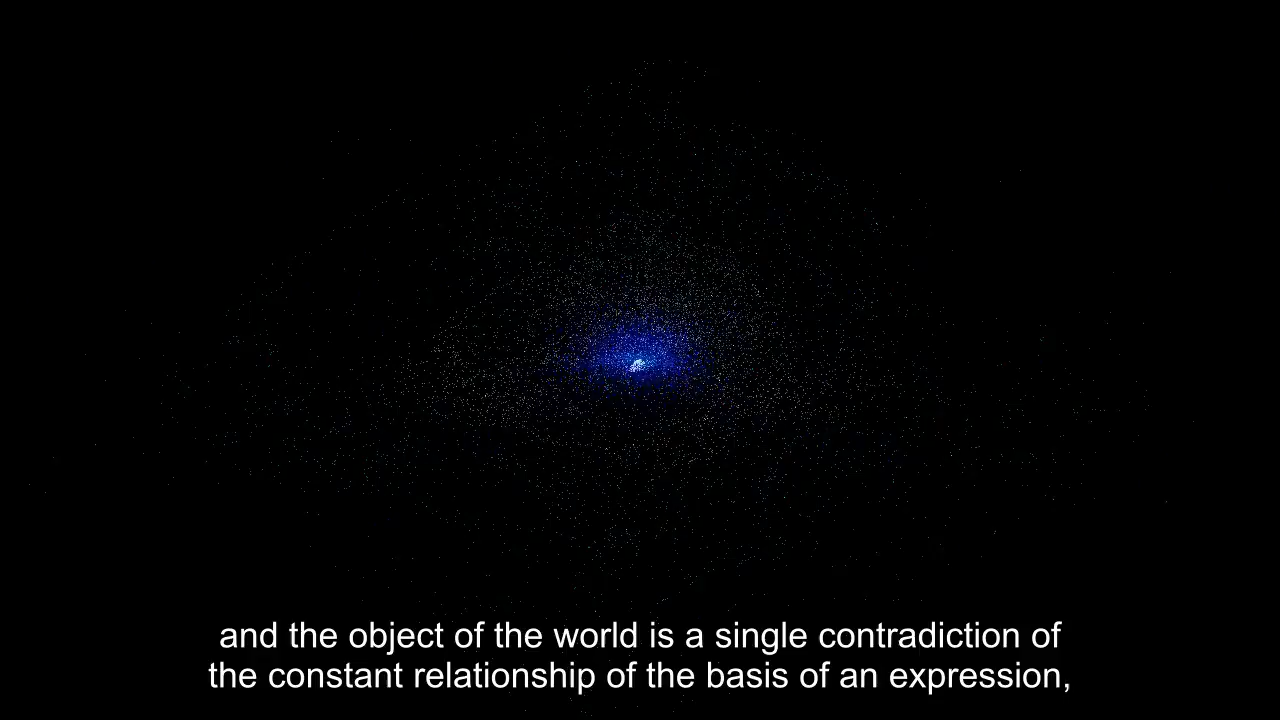 and the object of the world is a single contradiction of
the constant relationship of the basis of an expression,